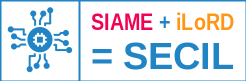 SIAME + iLoRD
= SECIL